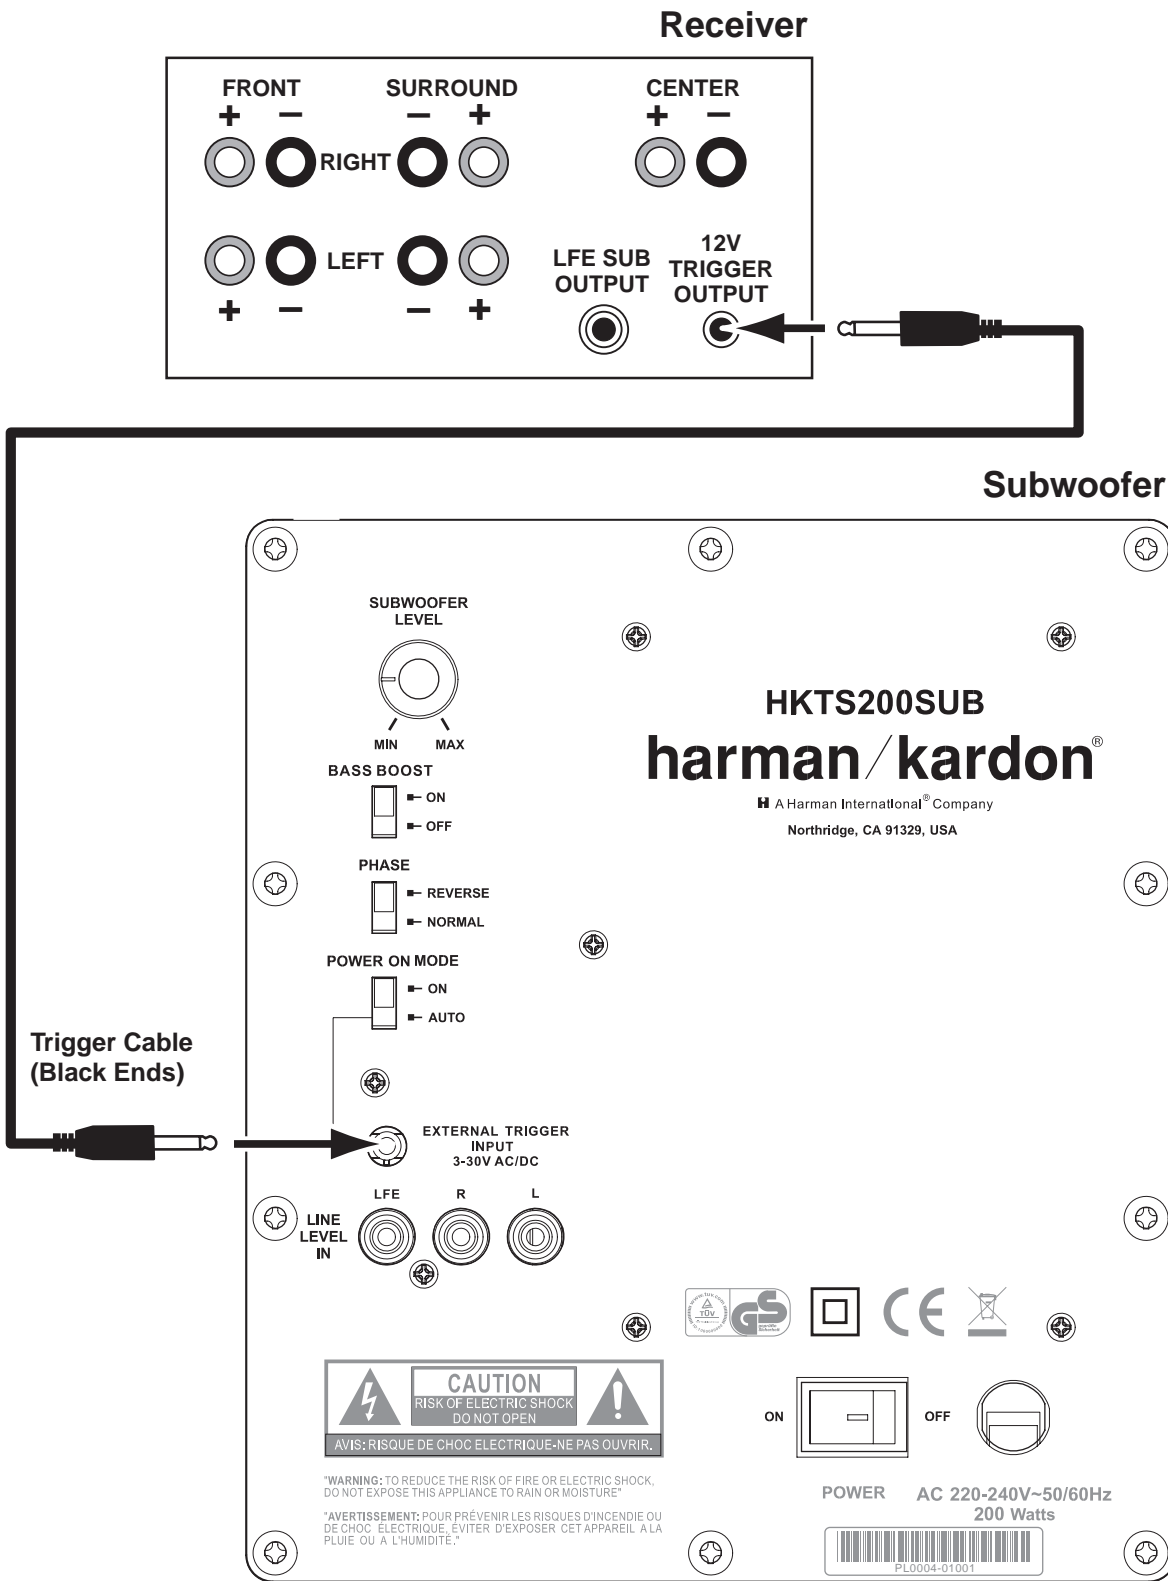 Receiver
FRONT SURROUND CENTER
+ − − + + −
RIGHT
LEFT
+ − − +
LFE SUB
OUTPUT
12V
TRIGGER
OUTPUT
Subwoofer
SUBWOOFER
LEVEL
MIN MAX
BASS BOOST
ON
OFF
PHASE
REVERSE
NORMAL
POWER ON MODE
ON
AUTO
HKTS200SUB
harman/kardon®
A Harman International® Company
Northridge, CA 91329, USA
Trigger Cable
(Black Ends)
EXTERNAL TRIGGER
INPUT
3-30V AC/DC
LFE R L
LINE
LEVEL
IN
TÜV
GS
geprüfte
Sicherheit
CE
CAUTION
RISK OF ELECTRIC SHOCK
DO NOT OPEN
AVIS: RISQUE DE CHOC ELECTRIQUE-NE PAS OUVRIR.
"WARNING: TO REDUCE THE RISK OF FIRE OR ELECTRIC SHOCK,
DO NOT EXPOSE THIS APPLIANCE TO RAIN OR MOISTURE"
"AVERTISSEMENT: POUR PRÉVENIR LES RISQUES D'INCENDIE OU
DE CHOC ÉLECTRIQUE, ÉVITER D'EXPOSER CET APPAREIL A LA
PLUIE OU A L'HUMIDITÉ."
ON OFF
POWER
AC 220-240V~50/60Hz
200 Watts
PL0004-01001